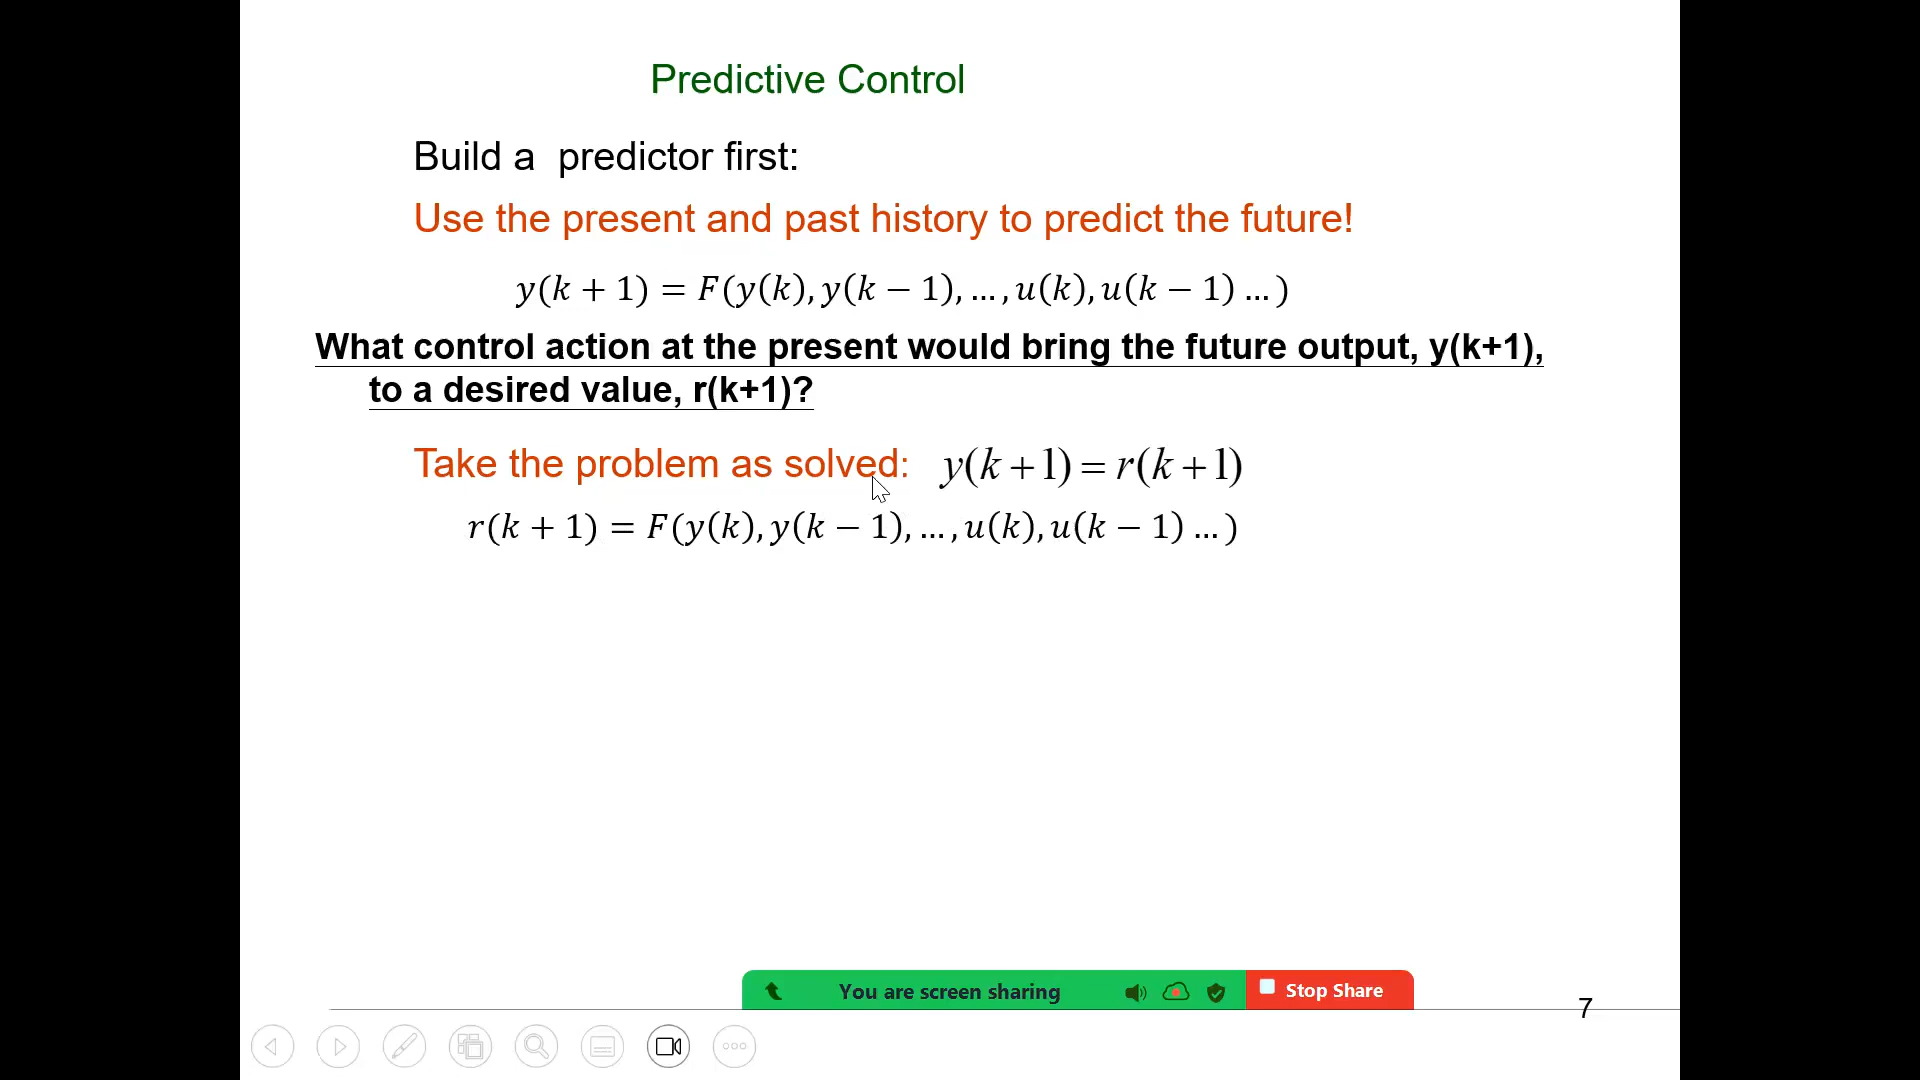 Predictive Control
Build a  predictor first:
Use the present and past history to predict the future!
y(k + 1) = F(y(k), y(k − 1), … , u(k), u(k − 1) … )
What control action at the present would bring the future output, y(k+1),
to a desired value, r(k+1)?
Take the problem as solved: y(k+1) = r(k+1)
r(k + 1) = F(y(k), y(k − 1), … , u(k), u(k − 1) … )
You are screen sharing Stop Share
7